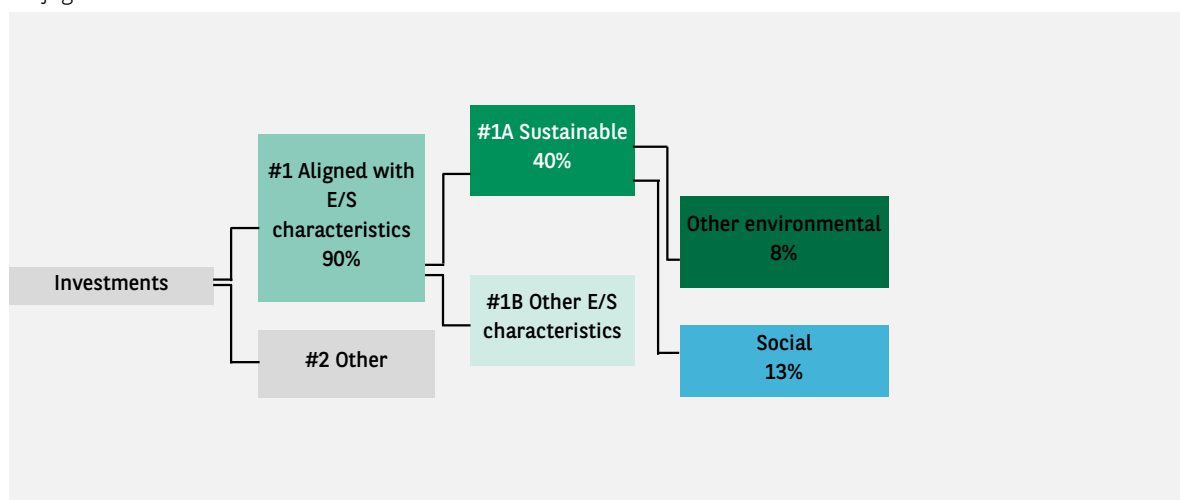 #1A Sustainable
40%
#1 Aligned with
E/S
characteristics
90%
Other environmental
8%
Investments
#1B Other E/S
characteristics
Social
13%
#2 Other